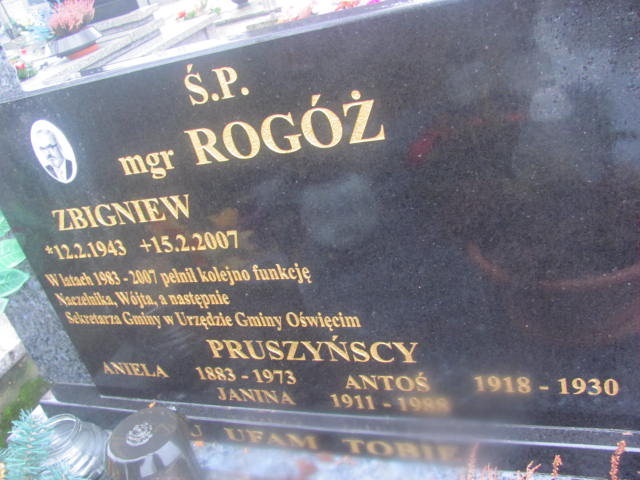 Ś.P.
mgr ROGÓŻ
ZBIGNIEW
*12.2.1943 +15.2.2007
W latach 1983 - 2007 pełnił kolejno funkcję
Naczelnika, Wójta, a następnie
Sekretarza Gminy w Urzędzie Gminy Oświęcim
PRUSZYŃSCY
ANIELA 1883 - 1973 ANTOŚ 1918 - 1930
JANINA 1911 - 1988
UFAM TOBIE